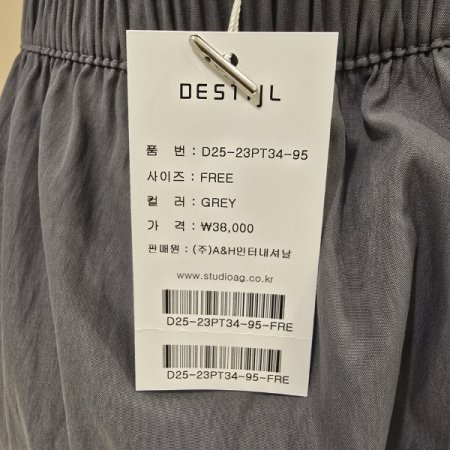 DESTIJL
품 번 : D25-23PT34-95
사이즈 : FREE
컬 러 : GREY
가 격 : ₩38,000
판매원 : (주)A&H인터내셔날
www.studioag.co.kr
D25-23PT34-95-FRE
D25-23PT34-95-FRE